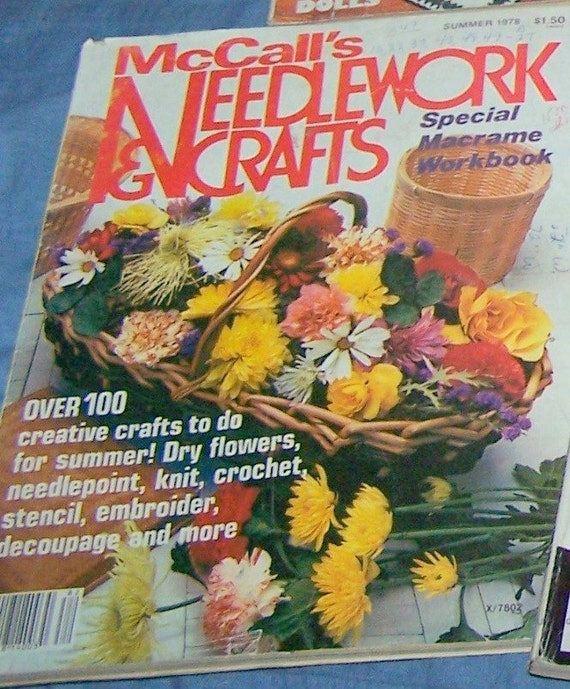 DOLLS
SUMMER 1978 $1.50
McCall's
NEEDLEWORK
& CRAFTS
Special
Macrame
Workbook
OVER 100
creative crafts to do
for summer! Dry flowers,
needlepoint, knit, crochet,
stencil, embroider,
decoupage and more
X/7802